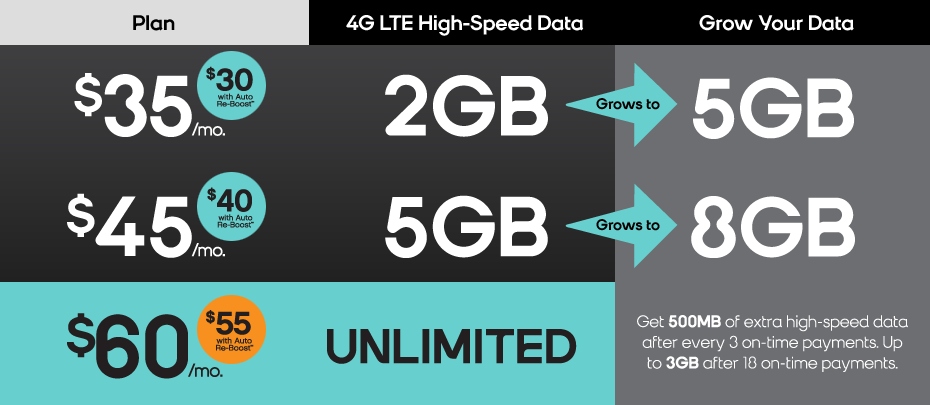 Plan 4G LTE High-Speed Data Grow Your Data
$35/mo. $30 with Auto Re-Boost℠ 2GB Grows to 5GB
$45/mo. $40 with Auto Re-Boost℠ 5GB Grows to 8GB
$60/mo. $55 with Auto Re-Boost℠ UNLIMITED
Get 500MB of extra high-speed data
after every 3 on-time payments. Up
to 3GB after 18 on-time payments.